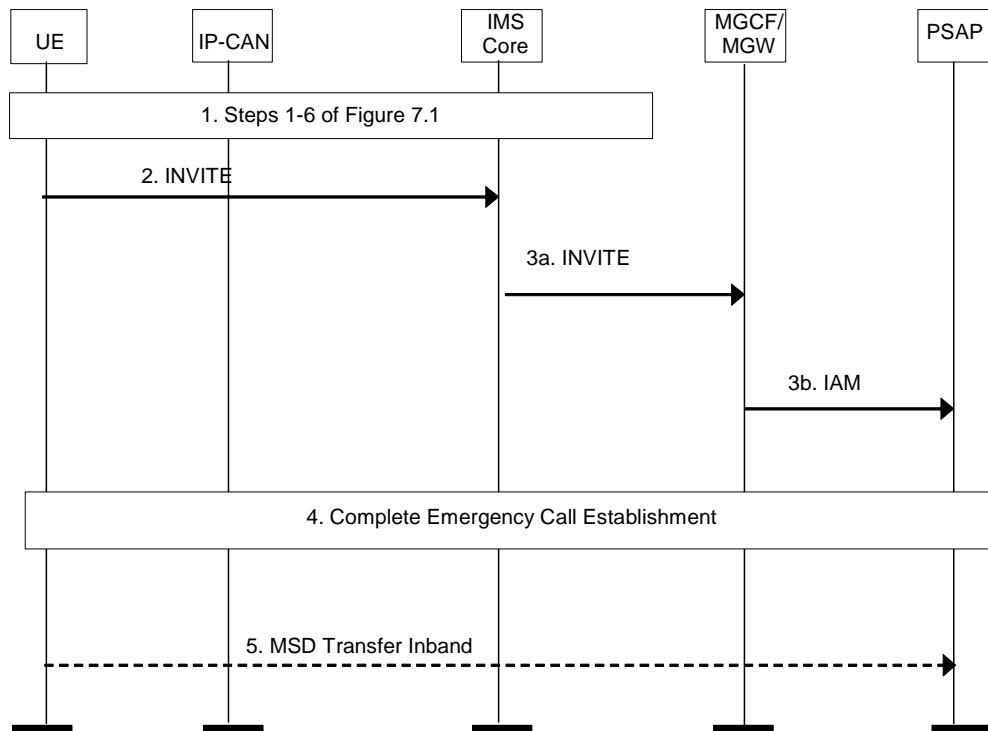 UE
IP-CAN
IMS
Core
MGCF/
MGW
PSAP
1. Steps 1-6 of Figure 7.1
2. INVITE
3a. INVITE
3b. IAM
4. Complete Emergency Call Establishment
5. MSD Transfer Inband